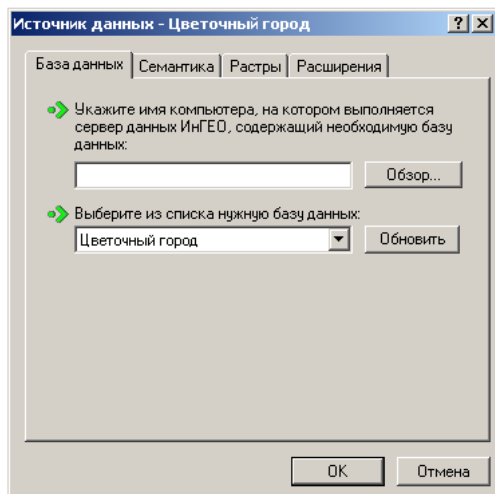 Источник данных - Цветочный город
База данных Семантика Растры Расширения
Укажите имя компьютера, на котором выполняется
сервер данных ИнГЕО, содержащий необходимую базу
данных:
Обзор...
Выберите из списка нужную базу данных:
Цветочный город Обновить
OK Отмена